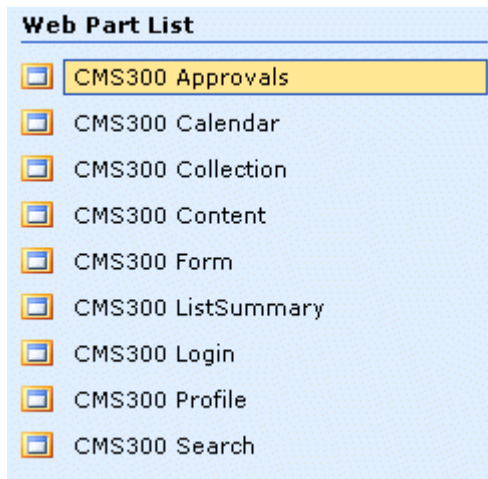 Web Part List
CMS300 Approvals
CMS300 Calendar
CMS300 Collection
CMS300 Content
CMS300 Form
CMS300 ListSummary
CMS300 Login
CMS300 Profile
CMS300 Search